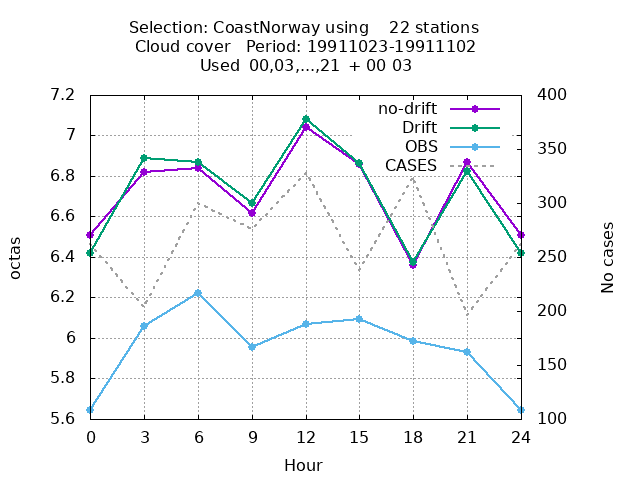 Selection: CoastNorway using    22 stations
Cloud cover   Period: 19911023-19911102
Used  00,03,...,21  + 00 03
7.2
7
6.8
6.6
6.4
6.2
6
5.8
5.6
octas
400
350
300
250
200
150
100
No cases
no-drift
Drift
OBS
CASES
0 3 6 9 12 15 18 21 24
Hour